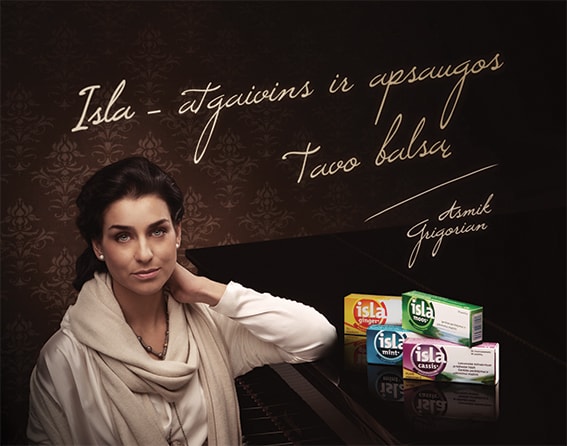 Isla – atgaivins ir apsaugos
Tavo balsą
Asmik
Grigorian
isla
ginger
isla
moos
isla
mint
isla
cassis